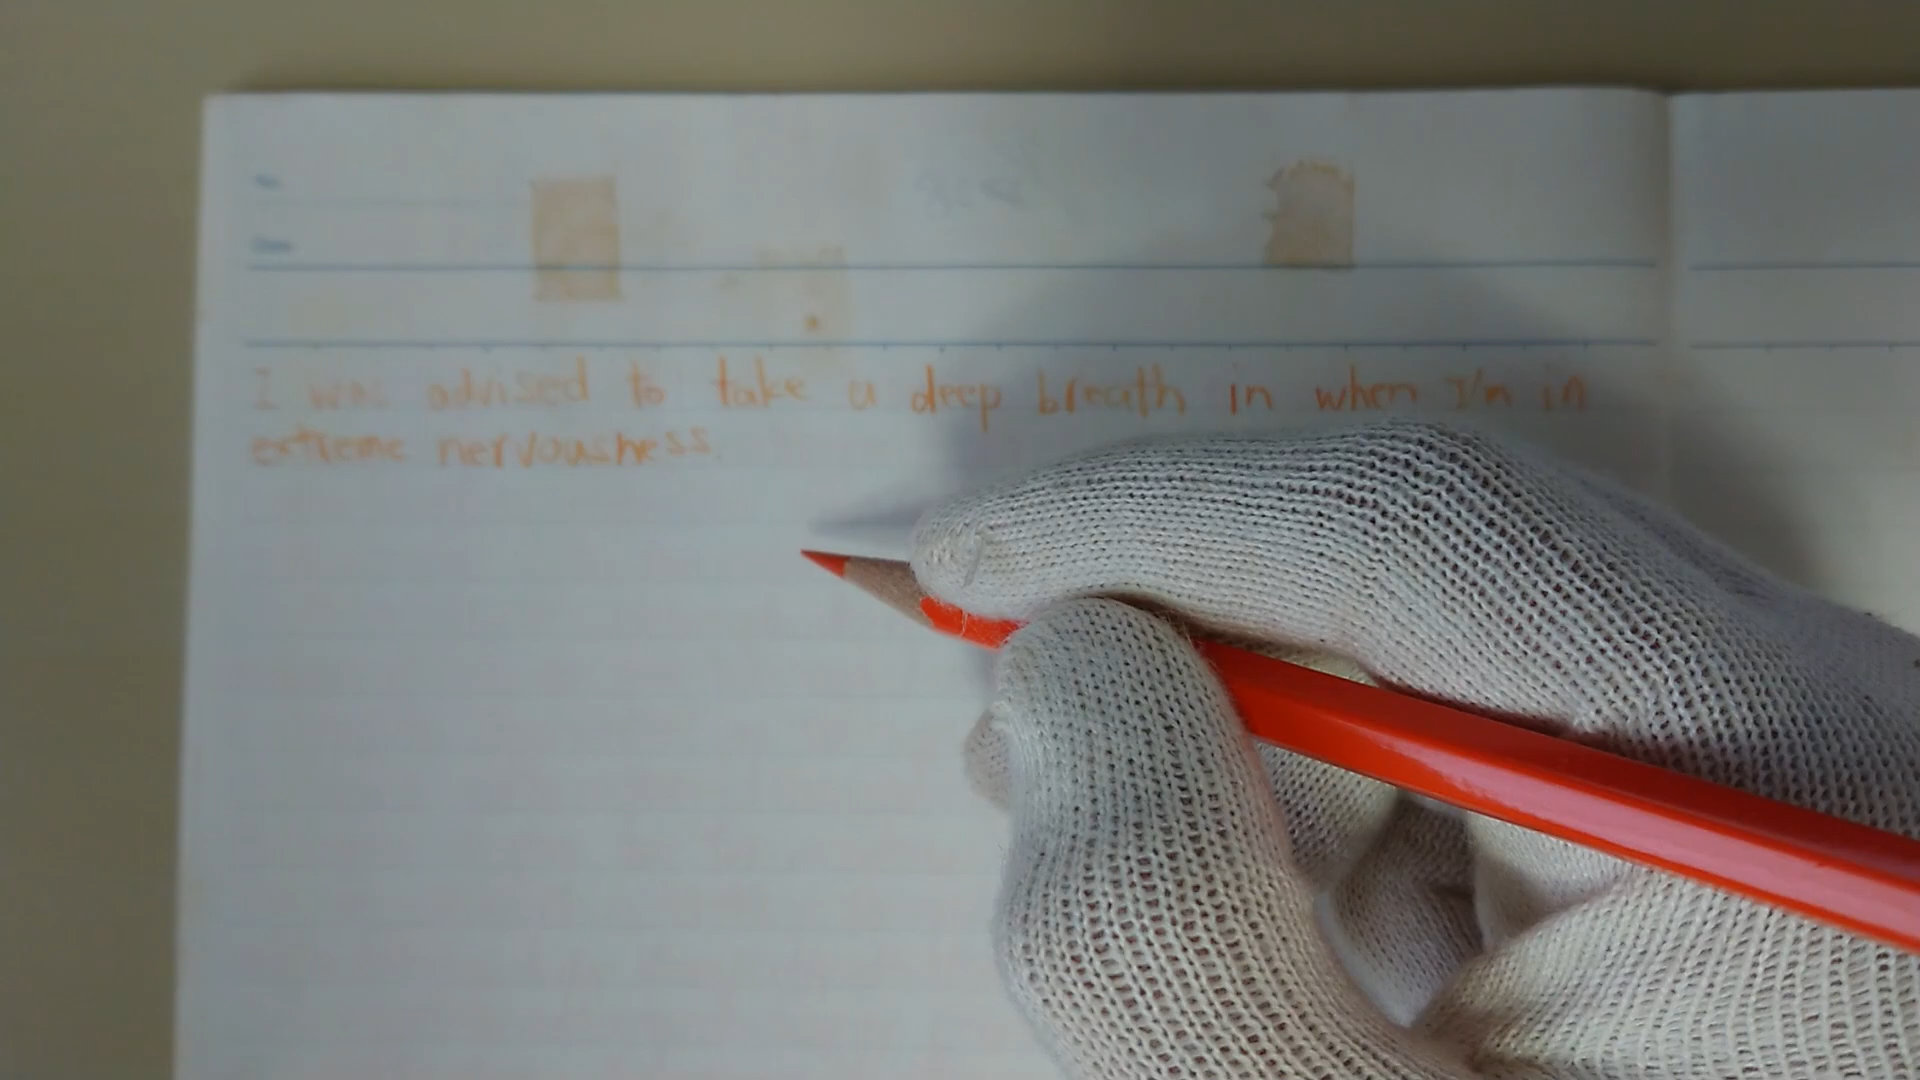 I was advised to take a deep breath in when I'm in
extreme nervousness.